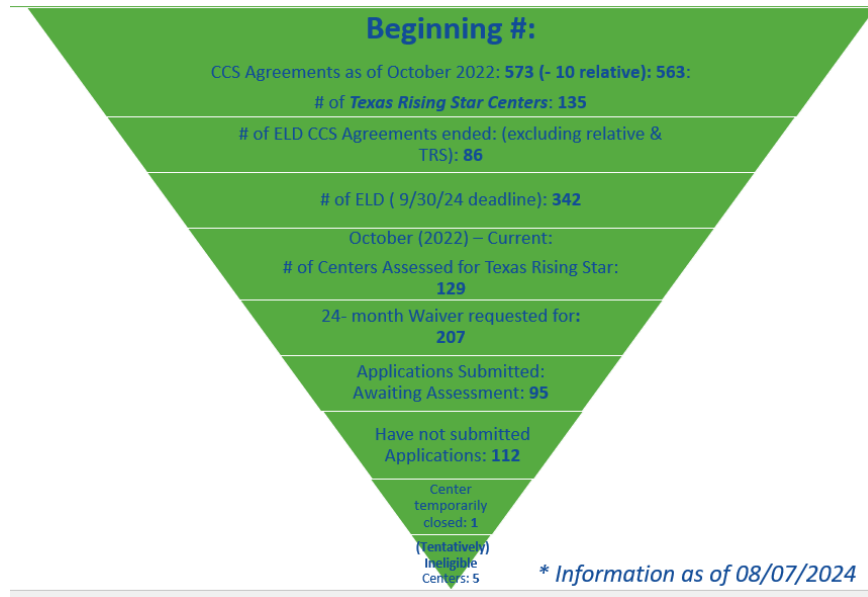 Beginning #:
CCS Agreements as of October 2022: 573 (- 10 relative): 563:
# of Texas Rising Star Centers: 135
# of ELD CCS Agreements ended: (excluding relative &
TRS): 86
# of ELD ( 9/30/24 deadline): 342
October (2022) – Current:
# of Centers Assessed for Texas Rising Star:
129
24- month Waiver requested for:
207
Applications Submitted:
Awaiting Assessment: 95
Have not submitted
Applications: 112
Center
temporarily
closed: 1
(Tentatively)
Ineligible
Centers: 5
* Information as of 08/07/2024